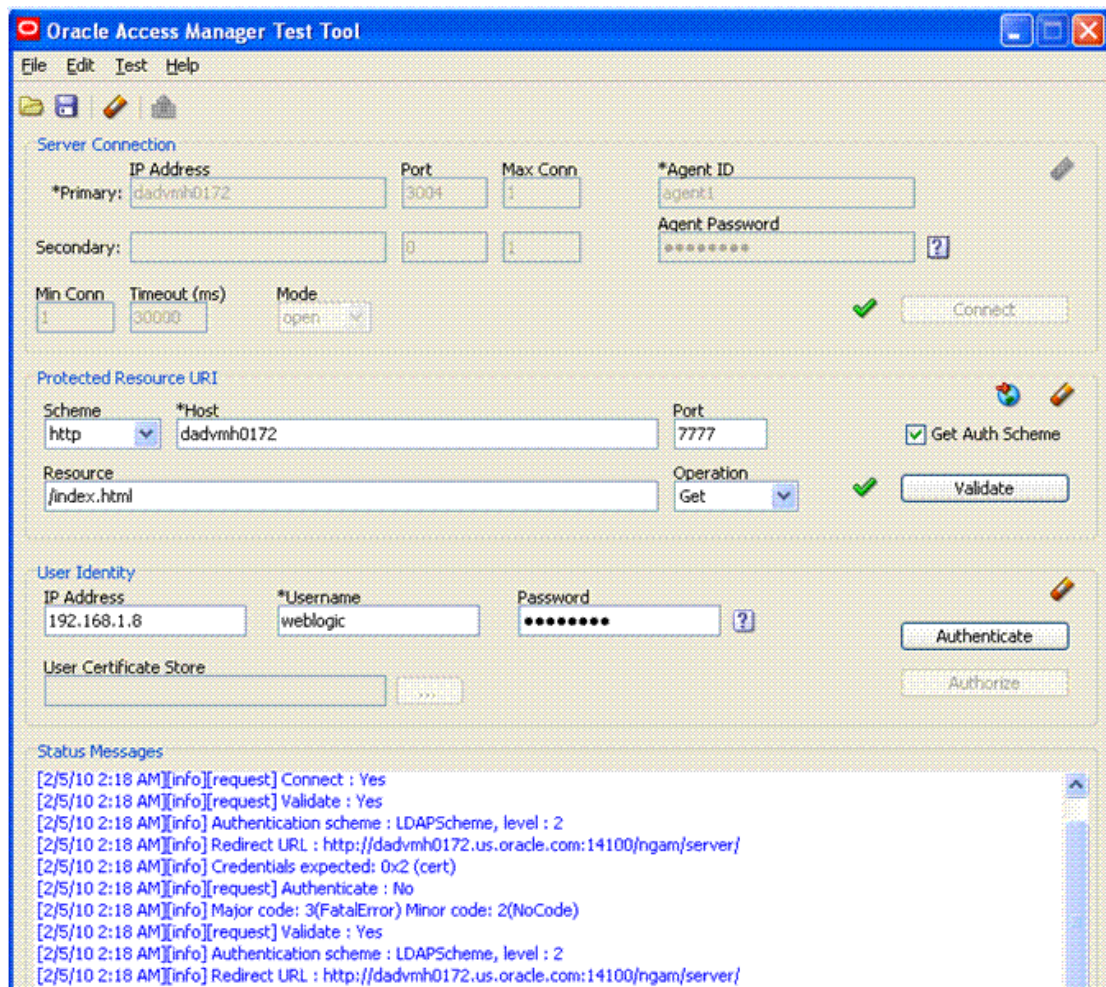 Oracle Access Manager Test Tool
File Edit Test Help
Server Connection
IP Address Port Max Conn *Agent ID
*Primary: dadvmh0172 3004 1 agent1
Agent Password
Secondary: 0 1 ●●●●●●●● ?
Min Conn Timeout (ms) Mode
1 30000 open Connect
Protected Resource URI
Scheme *Host Port
http dadvmh0172 7777 Get Auth Scheme
Resource Operation
/index.html Get Validate
User Identity
IP Address *Username Password
192.168.1.8 weblogic ●●●●●●●● ?
Authenticate
User Certificate Store
... Authorize
Status Messages
[2/5/10 2:18 AM][info][request] Connect : Yes
[2/5/10 2:18 AM][info][request] Validate : Yes
[2/5/10 2:18 AM][info] Authentication scheme : LDAPScheme, level : 2
[2/5/10 2:18 AM][info] Redirect URL : http://dadvmh0172.us.oracle.com:14100/ngam/server/
[2/5/10 2:18 AM][info] Credentials expected: 0x2 (cert)
[2/5/10 2:18 AM][info][request] Authenticate : No
[2/5/10 2:18 AM][info] Major code: 3(FatalError) Minor code: 2(NoCode)
[2/5/10 2:18 AM][info][request] Validate : Yes
[2/5/10 2:18 AM][info] Authentication scheme : LDAPScheme, level : 2
[2/5/10 2:18 AM][info] Redirect URL : http://dadvmh0172.us.oracle.com:14100/ngam/server/